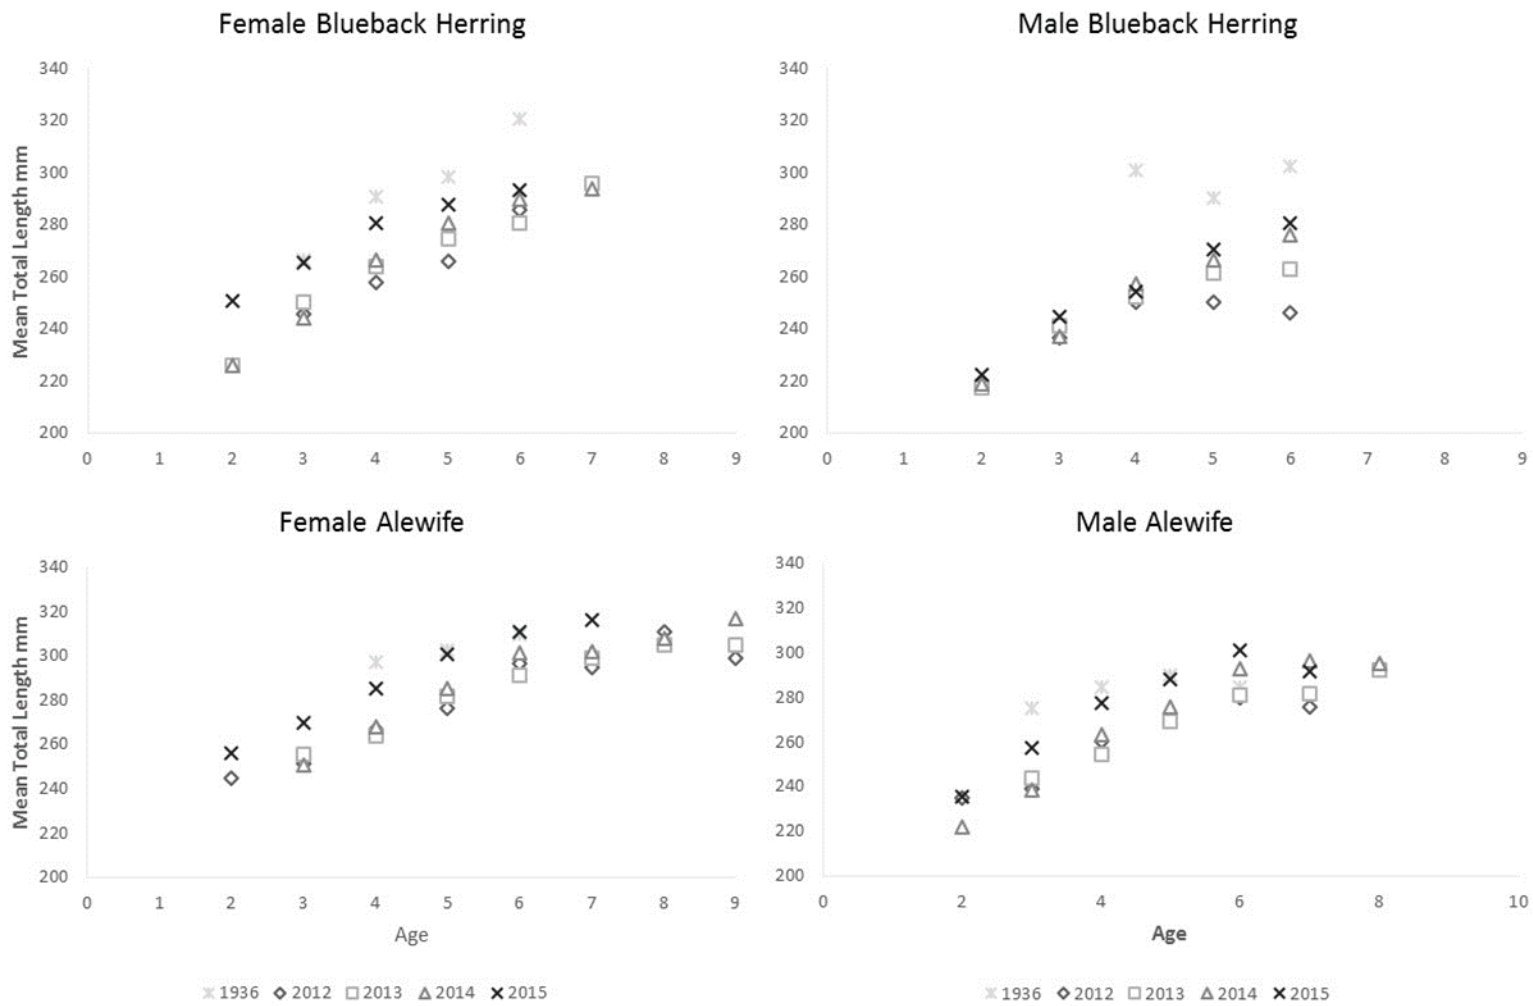 Female Blueback Herring
340
320
300
280
260
240
220
200
0 1 2 3 4 5 6 7 8 9
Mean Total Length mm
Male Blueback Herring
340
320
300
280
260
240
220
200
0 1 2 3 4 5 6 7 8 9
Female Alewife
340
320
300
280
260
240
220
200
0 1 2 3 4 5 6 7 8 9
Mean Total Length mm
Age
1936 2012 2013 2014 2015
Male Alewife
340
320
300
280
260
240
220
200
0 2 4 6 8 10
Age
1936 2012 2013 2014 2015